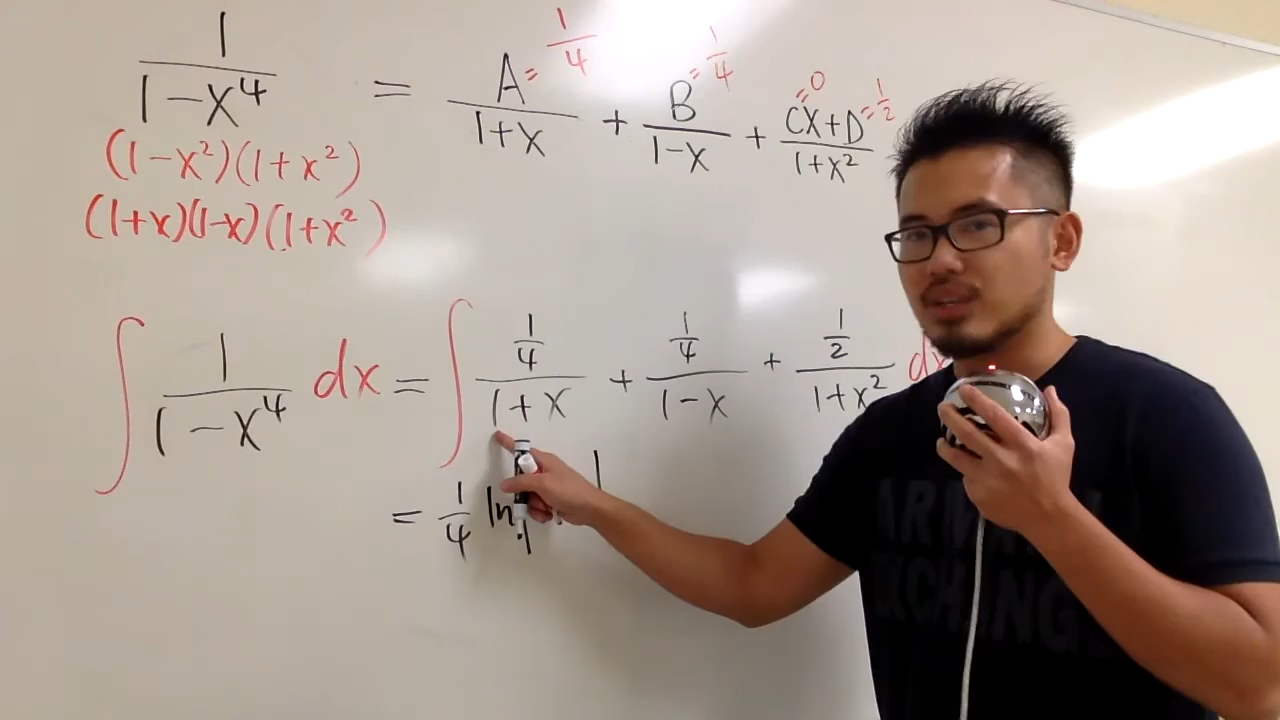 1/(1-x⁴) = A/(1+x) + B/(1-x) + (Cx+D)/(1+x²)
A = 1/4
B = 1/4
C = 0
D = 1/2
(1-x²)(1+x²)
(1+x)(1-x)(1+x²)
∫ 1/(1-x⁴) dx = ∫ (1/4)/(1+x) + (1/4)/(1-x) + (1/2)/(1+x²) dx
= 1/4 ln|